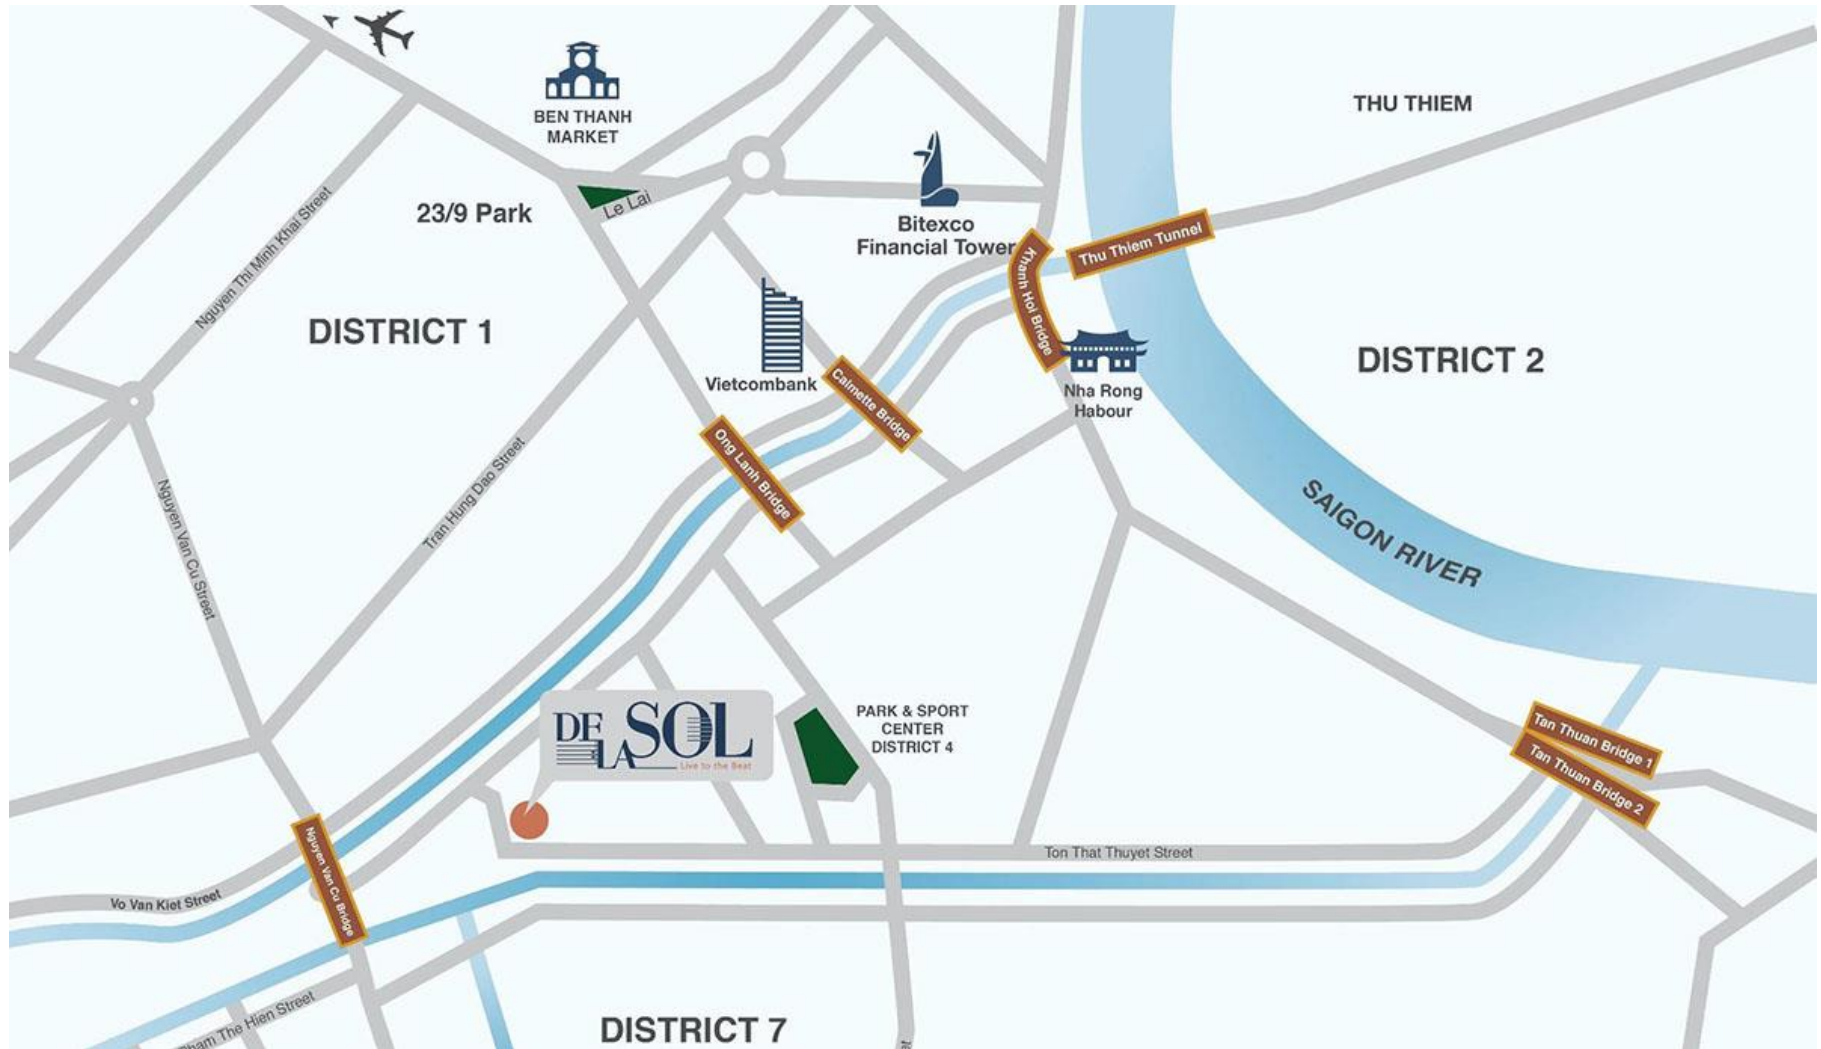 BEN THANH
MARKET
THU THIEM
23/9 Park
Le Lai
Nguyen Thi Minh Khai Street
Bitexco
Financial Tower
Thu Thiem Tunnel
Khanh Hoi Bridge
DISTRICT 1
Vietcombank
Calmette Bridge
Nha Rong
Habour
DISTRICT 2
Ong Lanh Bridge
Tran Hung Dao Street
Nguyen Van Cu Street
SAIGON RIVER
DE
LA
SOL
Live to the Beat
PARK & SPORT
CENTER
DISTRICT 4
Tan Thuan Bridge 1
Tan Thuan Bridge 2
Ton That Thuyet Street
Nguyen Van Cu Bridge
Vo Van Kiet Street
The Hien Street
DISTRICT 7